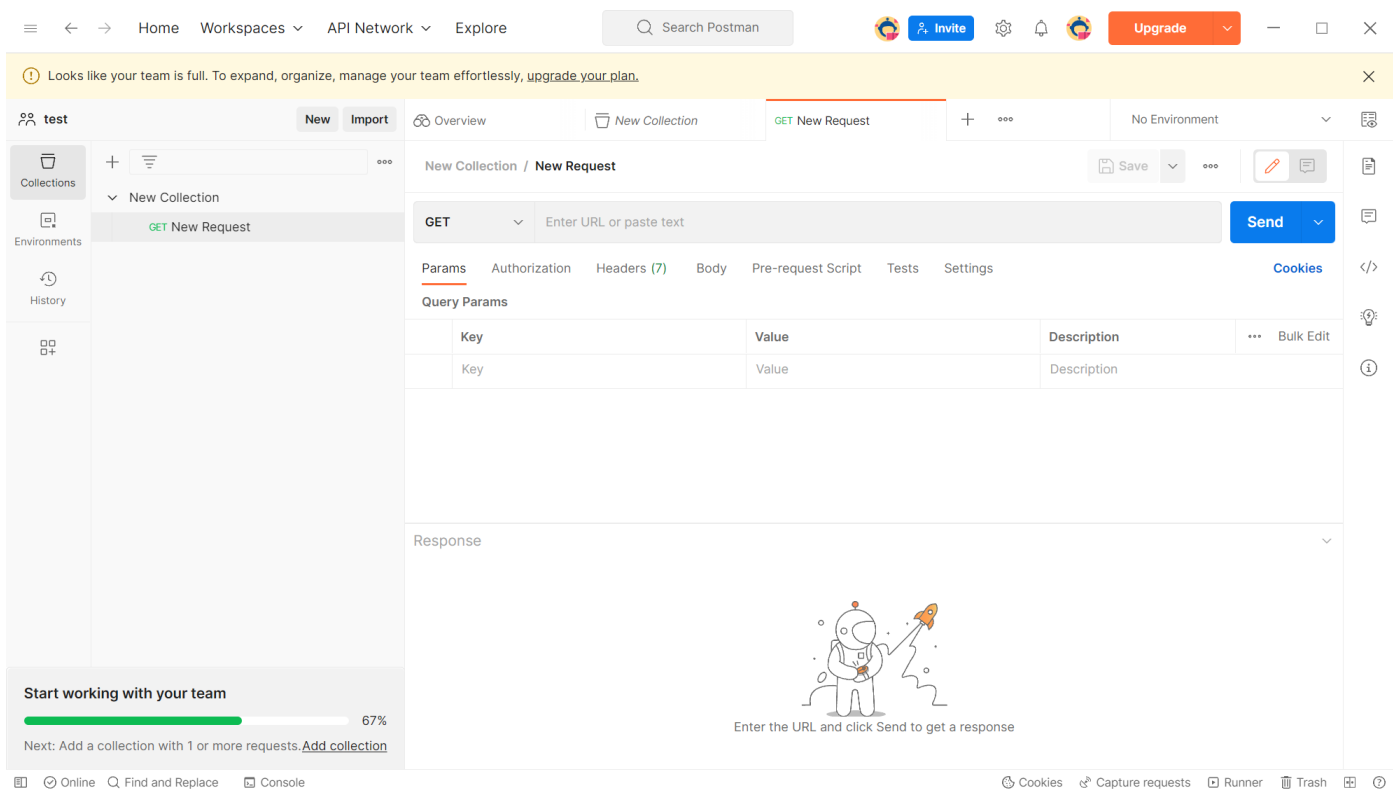 Home Workspaces API Network Explore Search Postman Invite Upgrade
Looks like your team is full. To expand, organize, manage your team effortlessly, upgrade your plan.
test New Import Overview New Collection GET New Request No Environment
Collections
New Collection / New Request Save
New Collection
GET New Request
GET Enter URL or paste text Send
Environments
Params Authorization Headers (7) Body Pre-request Script Tests Settings Cookies
History
Query Params
Key Value Description Bulk Edit
Key Value Description
Response
Enter the URL and click Send to get a response
Start working with your team
67%
Next: Add a collection with 1 or more requests. Add collection
Online Find and Replace Console Cookies Capture requests Runner Trash